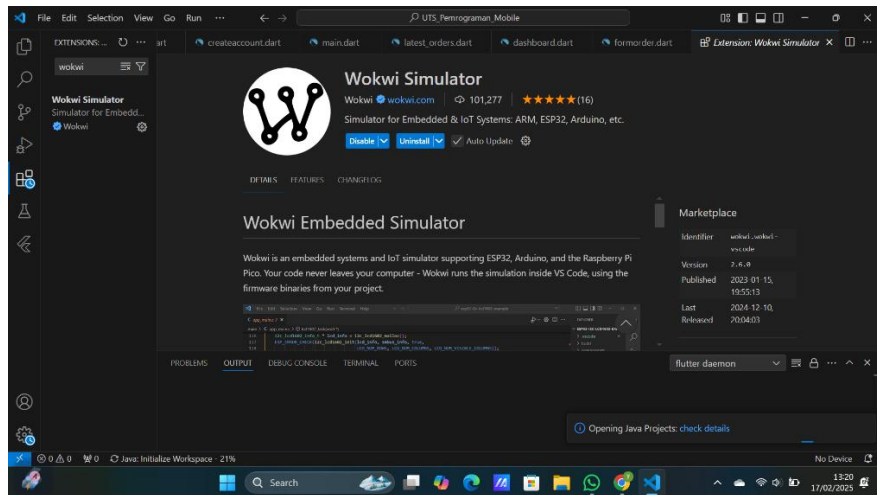 File Edit Selection View Go Run ··· UTS_Pemrograman_Mobile
EXTENSIONS: ... art createaccount.dart main.dart latest_orders.dart dashboard.dart formorder.dart Extension: Wokwi Simulator
wokwi
Wokwi Simulator
Simulator for Embedd...
Wokwi
Wokwi Simulator
Wokwi wokwi.com 101,277 (16)
Simulator for Embedded & IoT Systems: ARM, ESP32, Arduino, etc.
Disable Uninstall Auto Update
DETAILS FEATURES CHANGELOG
Wokwi Embedded Simulator
Wokwi is an embedded systems and IoT simulator supporting ESP32, Arduino, and the Raspberry Pi
Pico. Your code never leaves your computer - Wokwi runs the simulation inside VS Code, using the
firmware binaries from your project.
Marketplace
Identifier wokwi.wokwi-
vscode
Version 2.6.0
Published 2023-01-15,
19:55:13
Last 2024-12-10,
Released 20:04:03
PROBLEMS OUTPUT DEBUG CONSOLE TERMINAL PORTS flutter daemon
Opening Java Projects: check details
0 0 0 Java: Initialize Workspace - 21% No Device
Search
13:20
17/02/2025